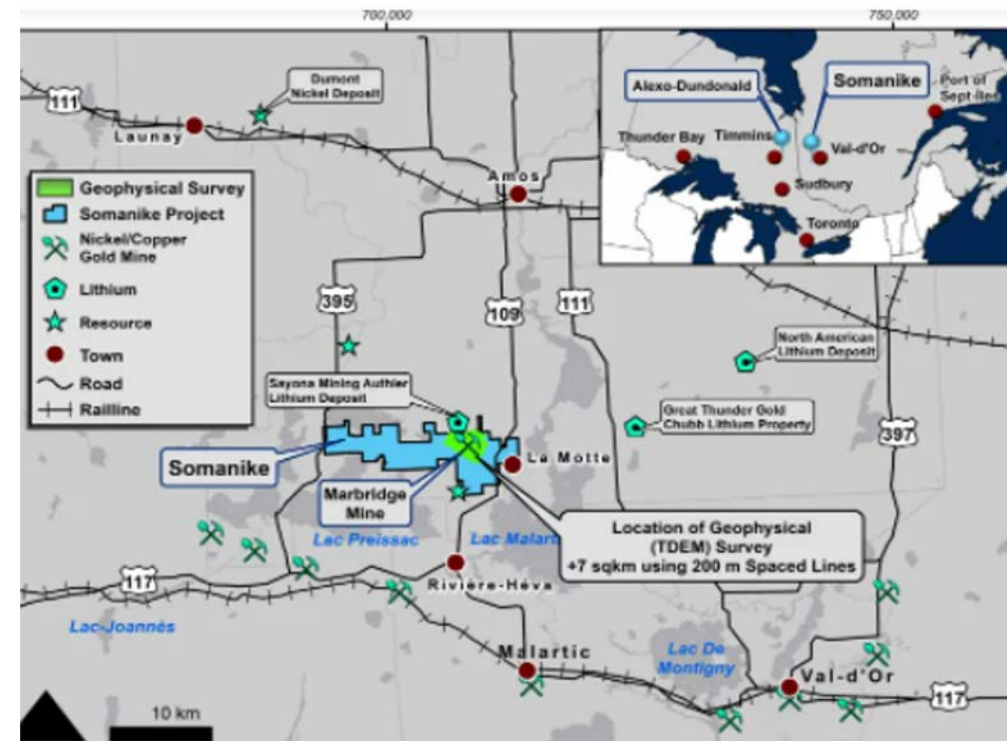 700,000
750,000
111
Launay
Dumont
Nickel Deposit
Amos
Alexo-Dundonald
Somanike
Port of
Sept-Iles
Thunder Bay
Timmins
Val-d'Or
Sudbury
Toronto
Geophysical Survey
Somanike Project
Nickel/Copper
Gold Mine
Lithium
Resource
Town
Road
Railline
395
109
111
North American
Lithium Deposit
Sayona Mining Authier
Lithium Deposit
Great Thunder Gold
Chubb Lithium Property
397
Somanike
La Motte
Marbridge
Mine
Location of Geophysical
(TDEM) Survey
+7 sqkm using 200 m Spaced Lines
Lac Preissac
Lac Malart
117
Rivière-Héva
Lac-Joannès
Malartic
Lac De
Montigny
Val-d'Or
117
10 km